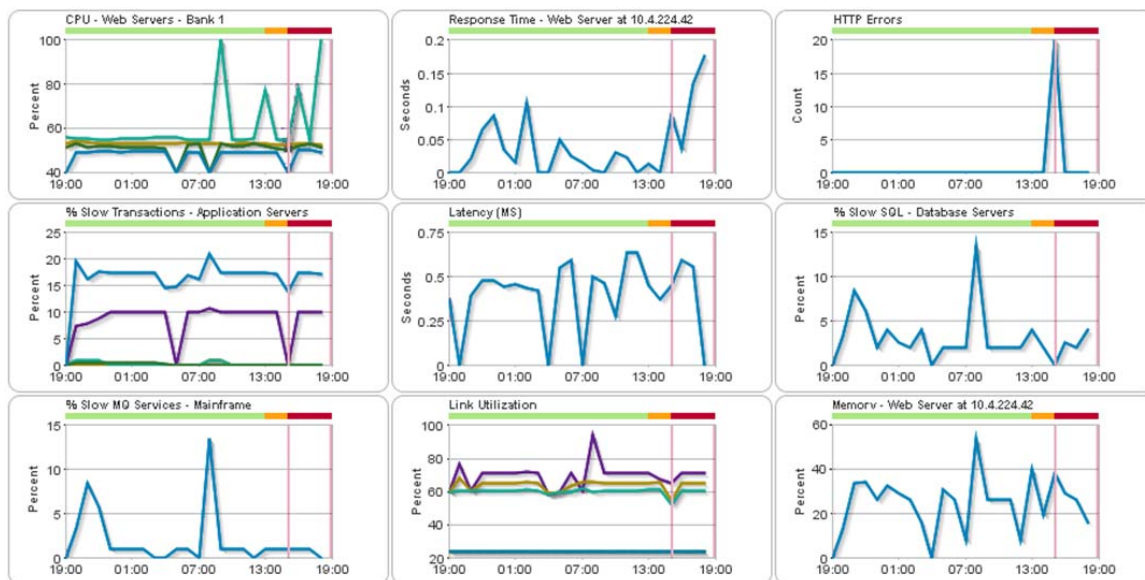 CPU - Web Servers - Bank 1
Percent
100
80
60
40
19:00 01:00 07:00 13:00 19:00
Response Time - Web Server at 10.4.224.42
Seconds
0.2
0.15
0.1
0.05
0
19:00 01:00 07:00 13:00 19:00
HTTP Errors
Count
20
15
10
5
0
19:00 01:00 07:00 13:00 19:00
% Slow Transactions - Application Servers
Percent
25
20
15
10
5
0
19:00 01:00 07:00 13:00 19:00
Latency (MS)
Seconds
0.75
0.5
0.25
0
19:00 01:00 07:00 13:00 19:00
% Slow SQL - Database Servers
Percent
15
10
5
0
19:00 01:00 07:00 13:00 19:00
% Slow MQ Services - Mainframe
Percent
15
10
5
0
19:00 01:00 07:00 13:00 19:00
Link Utilization
Percent
100
80
60
40
20
19:00 01:00 07:00 13:00 19:00
Memory - Web Server at 10.4.224.42
Percent
60
40
20
0
19:00 01:00 07:00 13:00 19:00